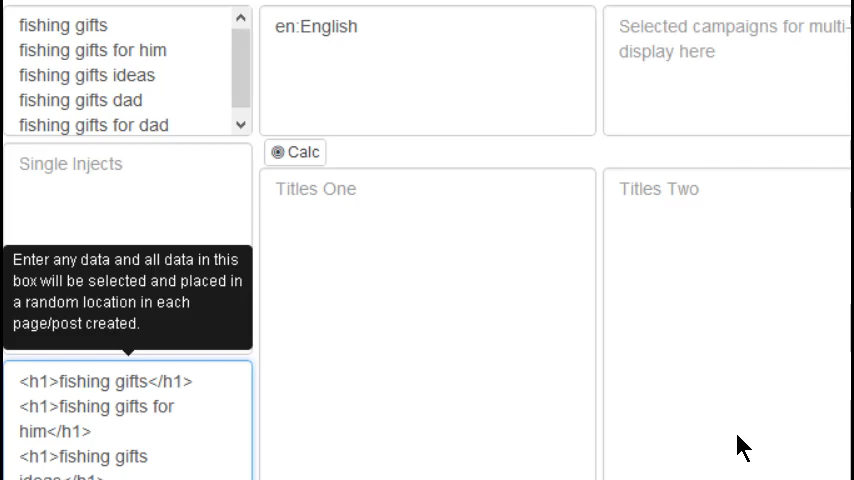 fishing gifts
fishing gifts for him
fishing gifts ideas
fishing gifts dad
fishing gifts for dad
en:English
Selected campaigns for multi-
display here
Calc
Single Injects
Titles One
Titles Two
Enter any data and all data in this
box will be selected and placed in
a random location in each
page/post created.
<h1>fishing gifts</h1>
<h1>fishing gifts for
him</h1>
<h1>fishing gifts
ideas</h1>